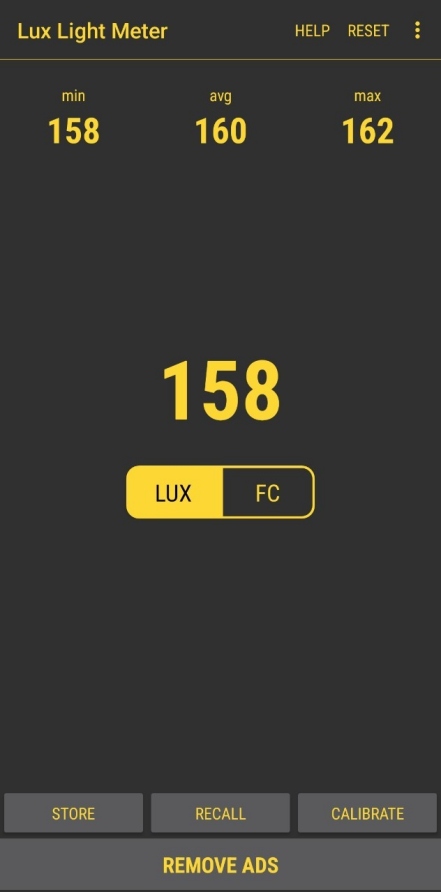 Lux Light Meter HELP RESET
min avg max
158 160 162
158
LUX FC
STORE RECALL CALIBRATE
REMOVE ADS